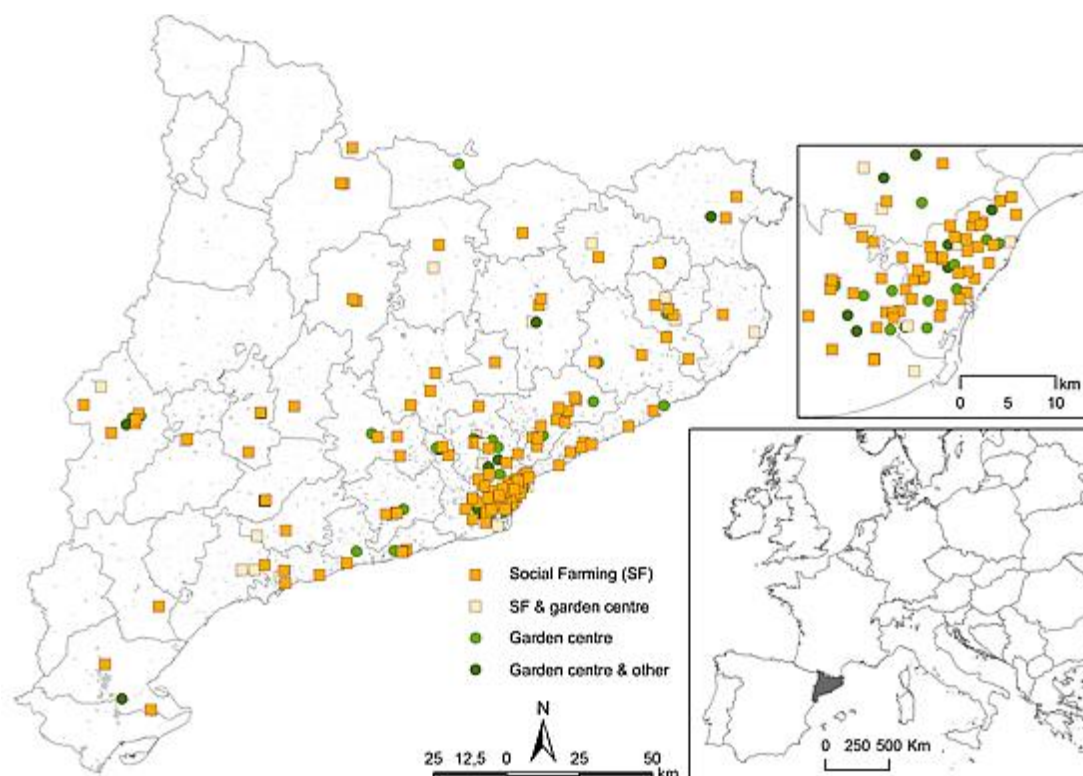 km
0 5 10
Social Farming (SF)
SF & garden centre
Garden centre
Garden centre & other
N
25 12,5 0 25 50
km
0 250 500 Km